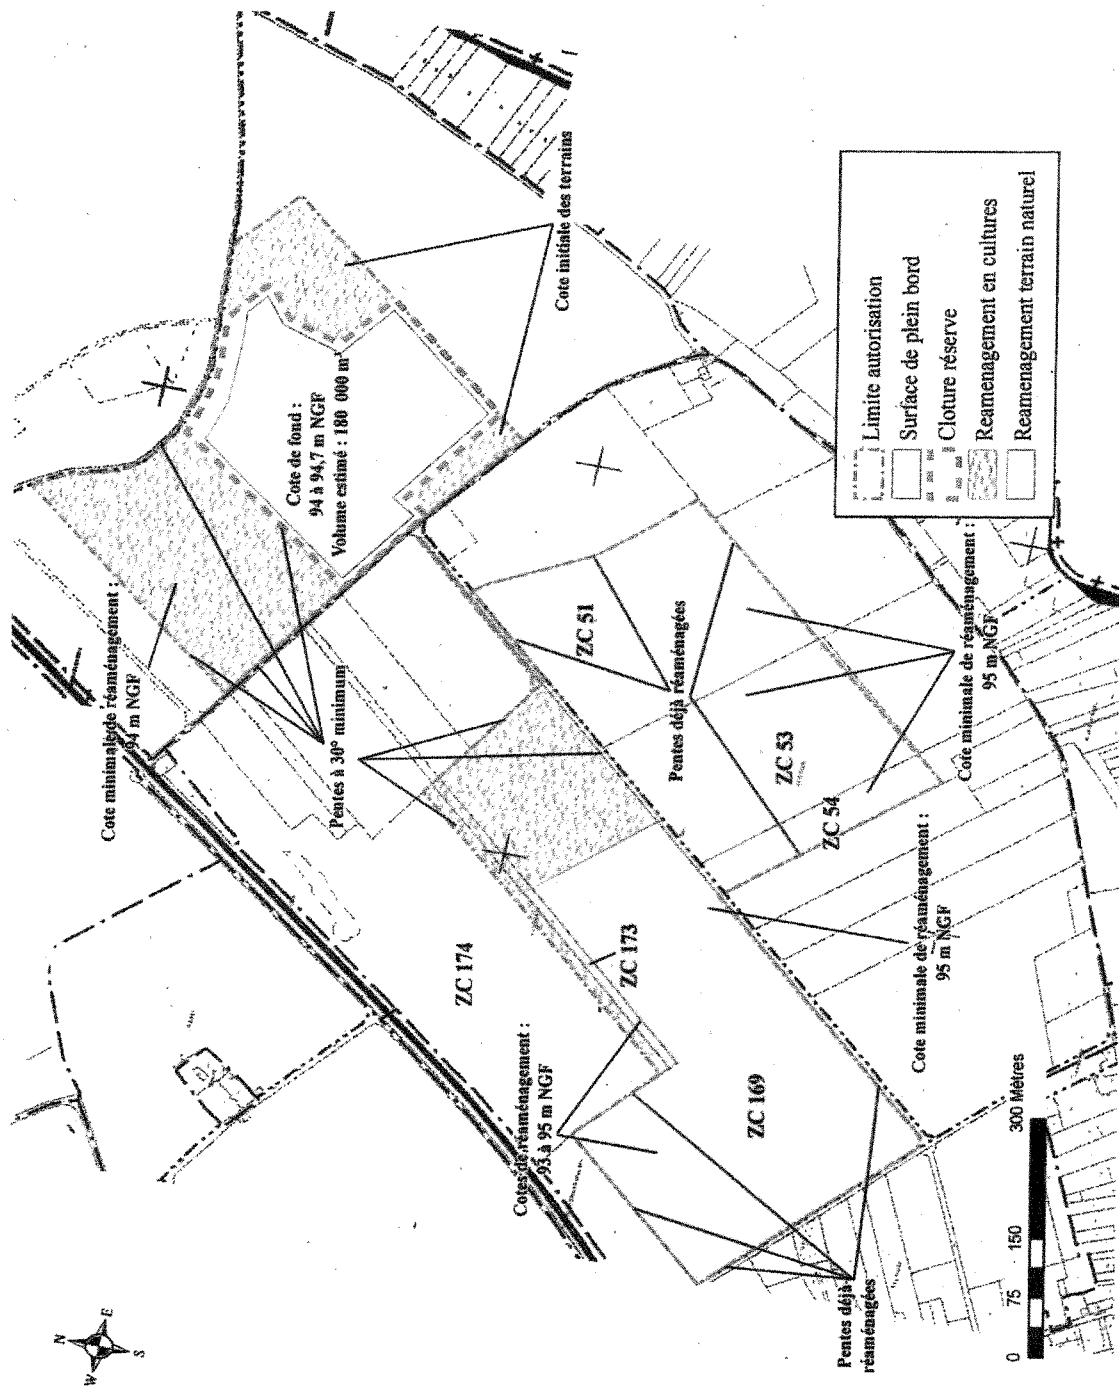 N
E
S
W
Cote initiale des terrains
Cote de fond :
94 à 94,7 m NGF
Volume estimé : 180 000 m³
Cote minimale de réaménagement :
94 m NGF
Pentes à 30° minimum
ZC 51
Pentes déjà réaménagées
ZC 53
ZC 54
Cote minimale de réaménagement :
95 m NGF
ZC 174
ZC 173
Cote minimale de réaménagement :
95 m NGF
Cotes de réaménagement :
93 à 95 m NGF
ZC 169
Pentes déjà
réaménagées
Limite autorisation
Surface de plein bord
Cloture réserve
Reamenagement en cultures
Reamenagement terrain naturel
0 75 150 300 Mètres